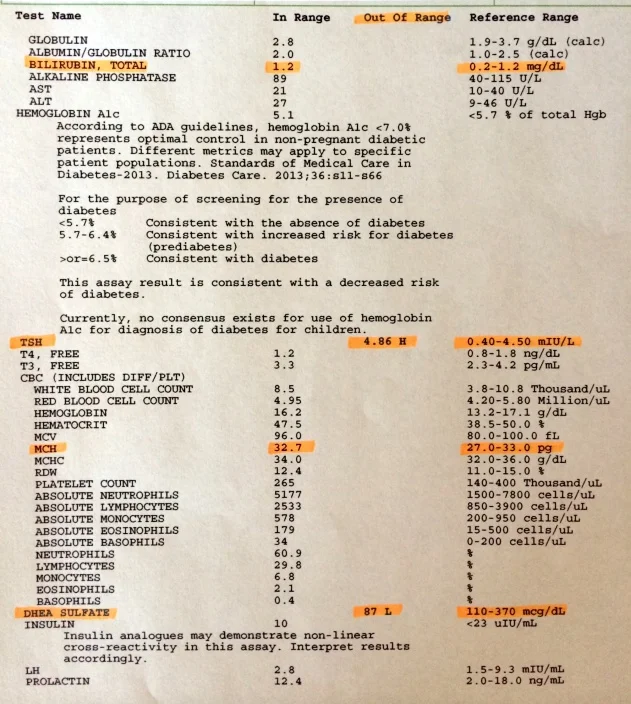 Test Name In Range Out Of Range Reference Range
GLOBULIN 2.8 1.9-3.7 g/dL (calc)
ALBUMIN/GLOBULIN RATIO 2.0 1.0-2.5 (calc)
BILIRUBIN, TOTAL 1.2 0.2-1.2 mg/dL
ALKALINE PHOSPHATASE 89 40-115 U/L
AST 21 10-40 U/L
ALT 27 9-46 U/L
HEMOGLOBIN A1c 5.1 <5.7 % of total Hgb
According to ADA guidelines, hemoglobin A1c <7.0%
represents optimal control in non-pregnant diabetic
patients. Different metrics may apply to specific
patient populations. Standards of Medical Care in
Diabetes-2013. Diabetes Care. 2013;36:s11-s66
For the purpose of screening for the presence of
diabetes
<5.7% Consistent with the absence of diabetes
5.7-6.4% Consistent with increased risk for diabetes
(prediabetes)
>or=6.5% Consistent with diabetes
This assay result is consistent with a decreased risk
of diabetes.
Currently, no consensus exists for use of hemoglobin
A1c for diagnosis of diabetes for children.
TSH 4.86 H 0.40-4.50 mIU/L
T4, FREE 1.2 0.8-1.8 ng/dL
T3, FREE 3.3 2.3-4.2 pg/mL
CBC (INCLUDES DIFF/PLT)
WHITE BLOOD CELL COUNT 8.5 3.8-10.8 Thousand/uL
RED BLOOD CELL COUNT 4.95 4.20-5.80 Million/uL
HEMOGLOBIN 16.2 13.2-17.1 g/dL
HEMATOCRIT 47.5 38.5-50.0 %
MCV 96.0 80.0-100.0 fL
MCH 32.7 27.0-33.0 pg
MCHC 34.0 32.0-36.0 g/dL
RDW 12.4 11.0-15.0 %
PLATELET COUNT 265 140-400 Thousand/uL
ABSOLUTE NEUTROPHILS 5177 1500-7800 cells/uL
ABSOLUTE LYMPHOCYTES 2533 850-3900 cells/uL
ABSOLUTE MONOCYTES 578 200-950 cells/uL
ABSOLUTE EOSINOPHILS 179 15-500 cells/uL
ABSOLUTE BASOPHILS 34 0-200 cells/uL
NEUTROPHILS 60.9 %
LYMPHOCYTES 29.8 %
MONOCYTES 6.8 %
EOSINOPHILS 2.1 %
BASOPHILS 0.4 %
DHEA SULFATE 87 L 110-370 mcg/dL
INSULIN 10 <23 uIU/mL
Insulin analogues may demonstrate non-linear
cross-reactivity in this assay. Interpret results
accordingly.
LH 2.8 1.5-9.3 mIU/mL
PROLACTIN 12.4 2.0-18.0 ng/mL